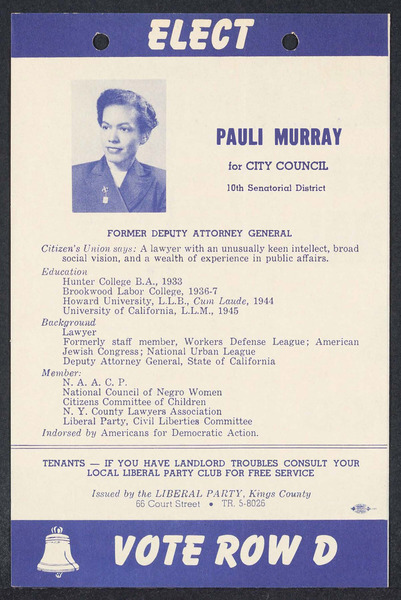 ELECT
PAULI MURRAY
for CITY COUNCIL
10th Senatorial District
FORMER DEPUTY ATTORNEY GENERAL
Citizen's Union says: A lawyer with an unusually keen intellect, broad
social vision, and a wealth of experience in public affairs.
Education
Hunter College B.A., 1933
Brookwood Labor College, 1936-7
Howard University, L.L.B., Cum Laude, 1944
University of California, L.L.M., 1945
Background
Lawyer
Formerly staff member, Workers Defense League; American
Jewish Congress; National Urban League
Deputy Attorney General, State of California
Member:
N. A. A. C. P.
National Council of Negro Women
Citizens Committee of Children
N. Y. County Lawyers Association
Liberal Party, Civil Liberties Committee
Indorsed by Americans for Democratic Action.
TENANTS — IF YOU HAVE LANDLORD TROUBLES CONSULT YOUR
LOCAL LIBERAL PARTY CLUB FOR FREE SERVICE
Issued by the LIBERAL PARTY, Kings County
66 Court Street • TR. 5-8026
VOTE ROW D